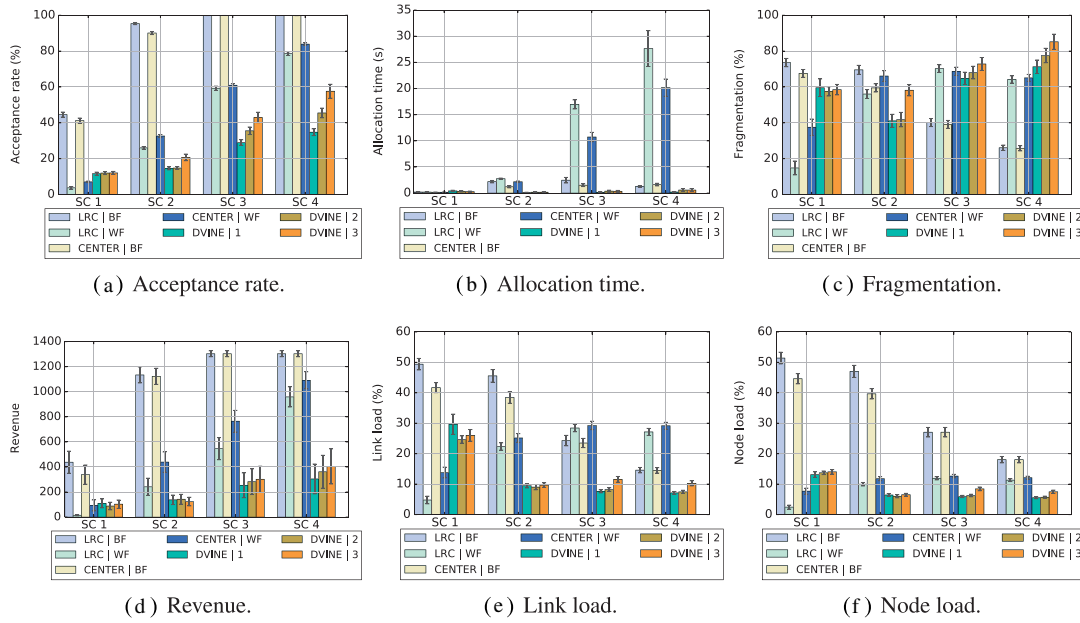 100
80
60
40
20
0
Acceptance rate (%)
SC 1 SC 2 SC 3 SC 4
LRC | BF CENTER | WF DVINE | 2
LRC | WF DVINE | 1 DVINE | 3
CENTER | BF
(a) Acceptance rate.
35
30
25
20
15
10
5
0
Allocation time (s)
SC 1 SC 2 SC 3 SC 4
LRC | BF CENTER | WF DVINE | 2
LRC | WF DVINE | 1 DVINE | 3
CENTER | BF
(b) Allocation time.
100
80
60
40
20
0
Fragmentation (%)
SC 1 SC 2 SC 3 SC 4
LRC | BF CENTER | WF DVINE | 2
LRC | WF DVINE | 1 DVINE | 3
CENTER | BF
(c) Fragmentation.
1400
1200
1000
800
600
400
200
0
Revenue
SC 1 SC 2 SC 3 SC 4
LRC | BF CENTER | WF DVINE | 2
LRC | WF DVINE | 1 DVINE | 3
CENTER | BF
(d) Revenue.
60
50
40
30
20
10
0
Link load (%)
SC 1 SC 2 SC 3 SC 4
LRC | BF CENTER | WF DVINE | 2
LRC | WF DVINE | 1 DVINE | 3
CENTER | BF
(e) Link load.
60
50
40
30
20
10
0
Node load (%)
SC 1 SC 2 SC 3 SC 4
LRC | BF CENTER | WF DVINE | 2
LRC | WF DVINE | 1 DVINE | 3
CENTER | BF
(f) Node load.